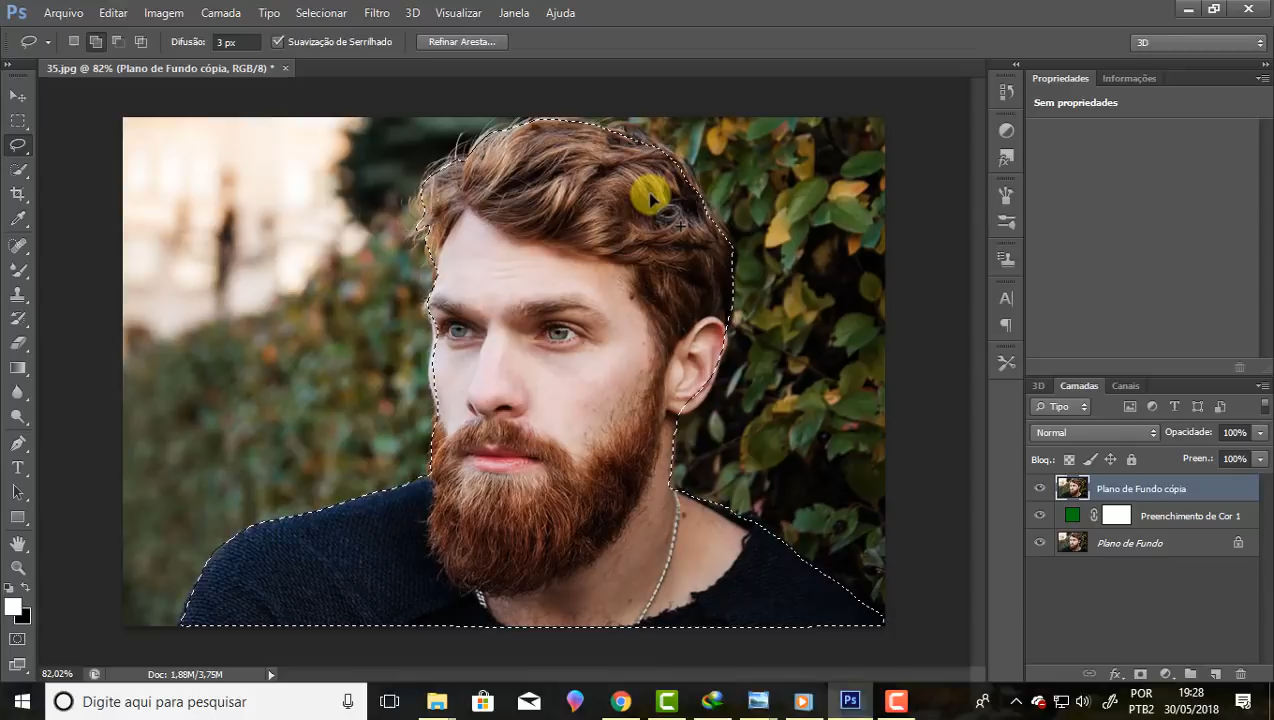 Ps Arquivo Editar Imagem Camada Tipo Selecionar Filtro 3D Visualizar Janela Ajuda
Difusão: 3 px Suavização de Serrilhado Refinar Aresta... 3D
35.jpg @ 82% (Plano de Fundo cópia, RGB/8) * ×
Propriedades Informações
Sem propriedades
3D Camadas Canais
Tipo
Normal Opacidade: 100%
Bloq.: Preen.: 100%
Plano de Fundo cópia
Preenchimento de Cor 1
Plano de Fundo
82,02% Doc: 1,88M/3,75M
Digite aqui para pesquisar
Ps
POR
PTB2
19:28
30/05/2018